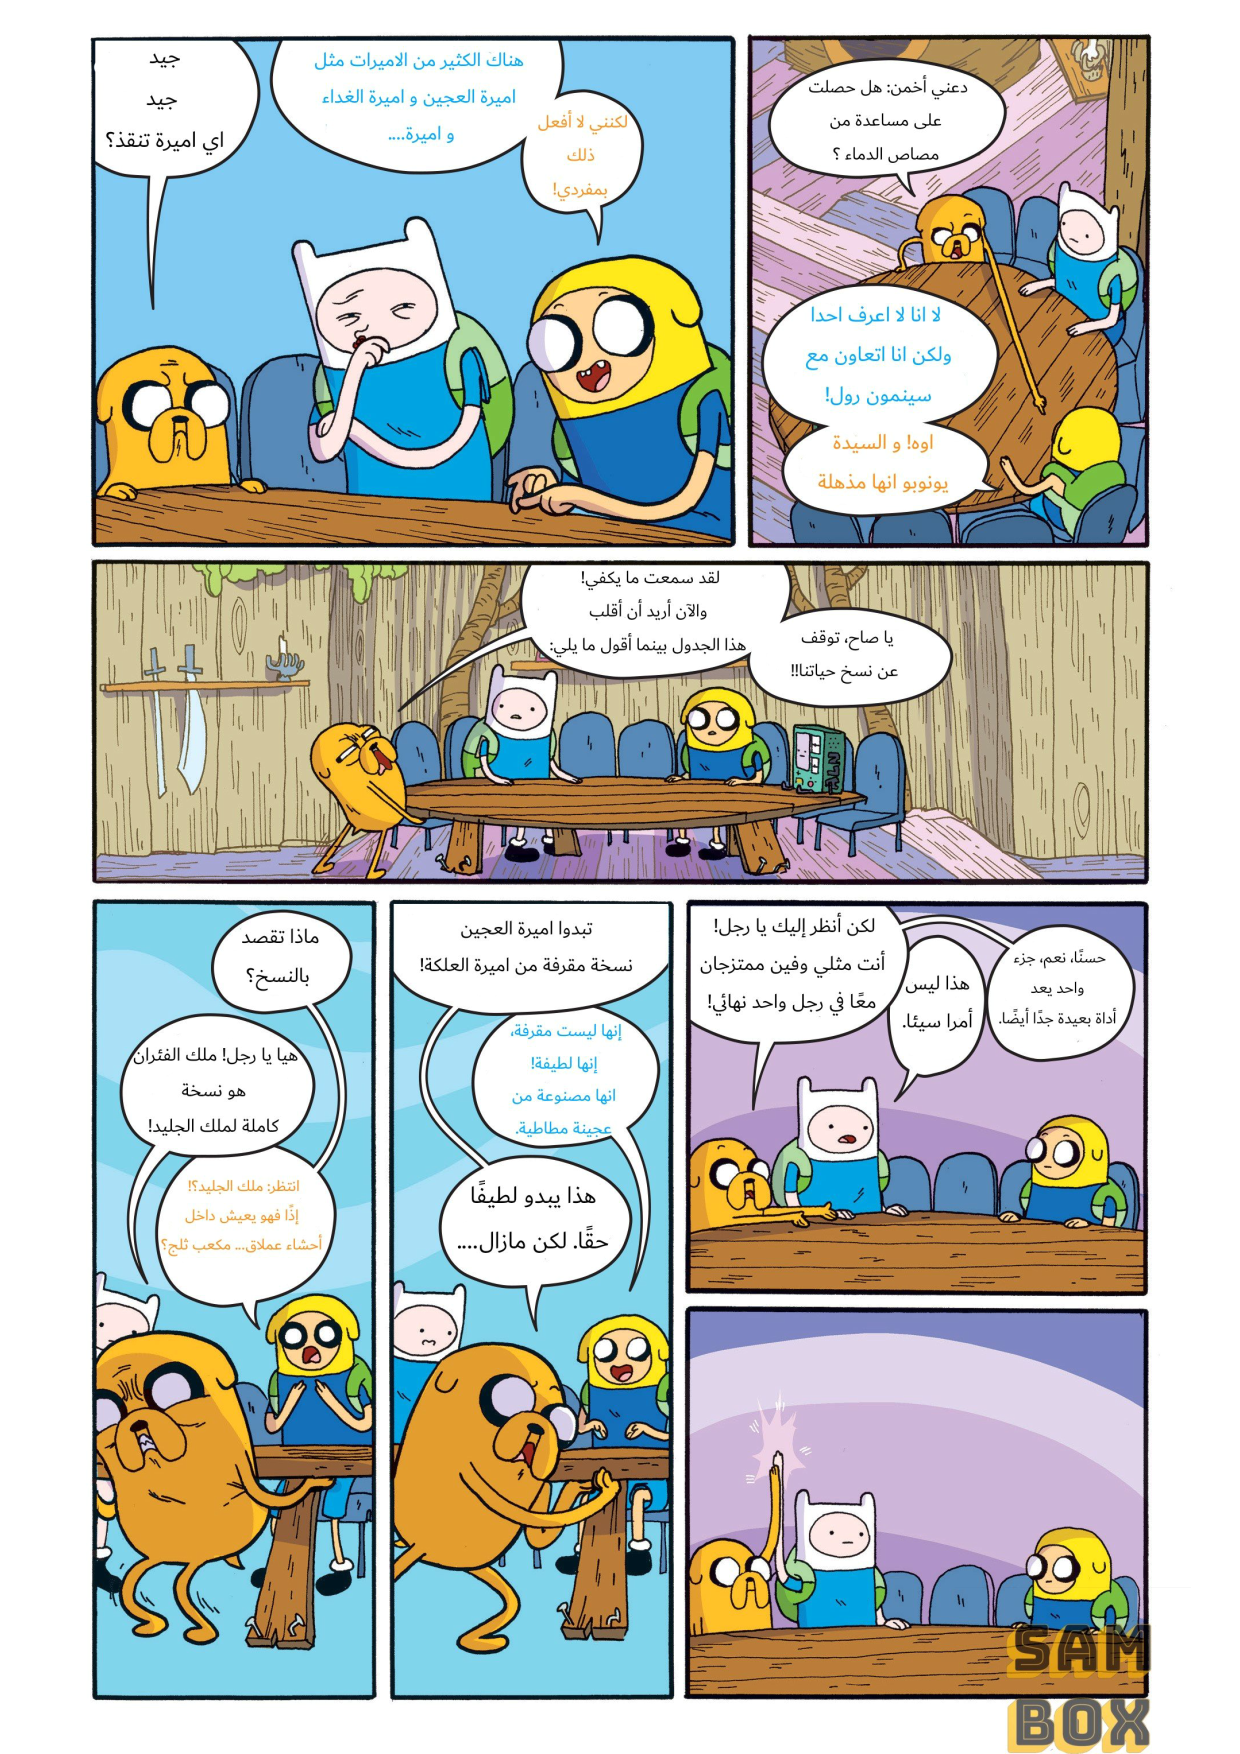 دعني أخمن: هل حصلت
على مساعدة من
مصاص الدماء ؟
لا انا لا اعرف احدا
ولكن انا اتعاون مع
سينمون رول!
اوه! و السيدة
يونوبو انها مذهلة
لكنني لا أفعل
ذلك
بمفردي!
هناك الكثير من الاميرات مثل
اميرة العجين و اميرة الغداء
و اميرة....
جيد
جيد
اي اميرة تنقذ؟
يا صاح، توقف
عن نسخ حياتنا!!
لقد سمعت ما يكفي!
والآن أريد أن أقلب
هذا الجدول بينما أقول ما يلي:
حسنًا، نعم، جزء
واحد يعد
أداة بعيدة جدًا أيضًا.
هذا ليس
أمرا سيئا.
لكن أنظر إليك يا رجل!
أنت مثلي وفين ممتزجان
معًا في رجل واحد نهائي!
تبدوا اميرة العجين
نسخة مقرفة من اميرة العلكة!
إنها ليست مقرفة،
إنها لطيفة!
انها مصنوعة من
عجينة مطاطية.
هذا يبدو لطيفًا
حقًا. لكن مازال....
ماذا تقصد
بالنسخ؟
هيا يا رجل! ملك الفئران
هو نسخة
كاملة لملك الجليد!
انتظر: ملك الجليد؟!
إذًا فهو يعيش داخل
أحشاء عملاق... مكعب ثلج؟
SAM
BOX